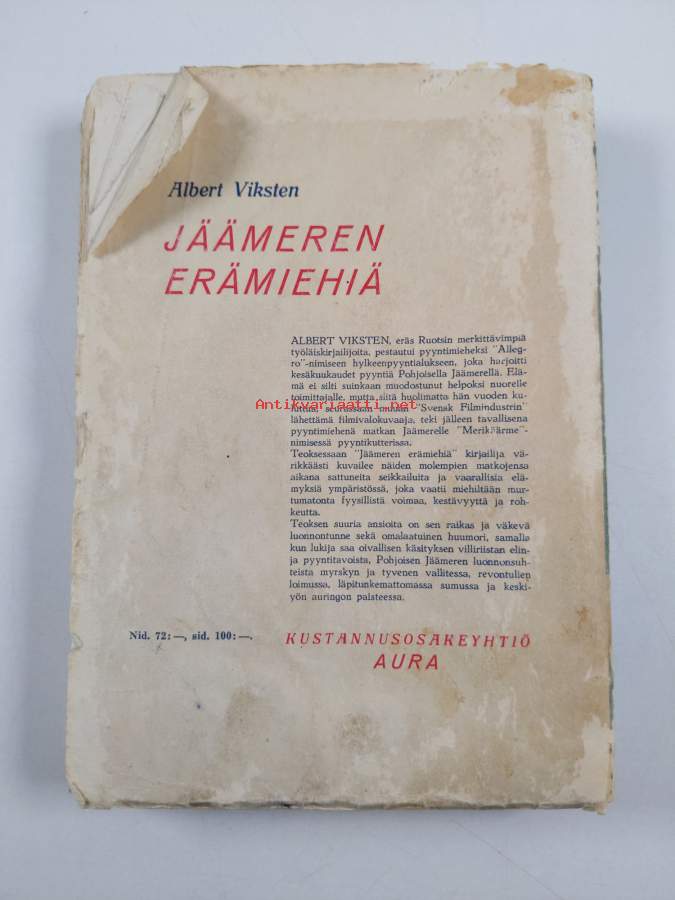 Albert Viksten
JÄÄMEREN
ERÄMIEHIÄ
ALBERT VIKSTEN, eräs Ruotsin merkittävimpiä
työläiskirjailijoita, pestautui pyyntimieheksi "Alleg-
ro"-nimiseen hylkeenpyyntialukseen, joka harjoitti
kesäkuukaudet pyyntiä Pohjoisella Jäämerellä. Elä-
mä ei silti suinkaan muodostunut helpoksi nuorelle
toimittajalle, mutta siitä huolimatta hän vuoden ku-
Antikvariaatti.net
"Svensk Filmindustrin"
lähettämä filmivalokuvaaja, teki jälleen tavallisena
pyyntimiehenä matkan Jäämerelle "Merikäärme"-
nimisessä pyyntikutterissa.
Teoksessaan "Jäämeren erämiehiä" kirjailija vä-
rikkäästi kuvailee näiden molempien matkojensa
aikana sattuneita seikkailuita ja vaarallisia elä-
myksiä ympäristössä, joka vaatii miehiltään mur-
tumatonta fyysillistä voimaa, kestävyyttä ja roh-
keutta.
Teoksen suuria ansioita on sen raikas ja väkevä
luonnontunne sekä omalaatuinen huumori, samalla
kun lukija saa oivallisen käsityksen villiriistan elin-
ja pyyntitavoista, Pohjoisen Jäämeren luonnonsuh-
teista myrskyn ja tyvenen vallitessa, revontulien
loimussa, läpitunkemattomassa sumussa ja keski-
yön auringon paisteessa.
Nid. 72:—, sid. 100:—.
KUSTANNUSOSAKEYHTIÖ
AURA